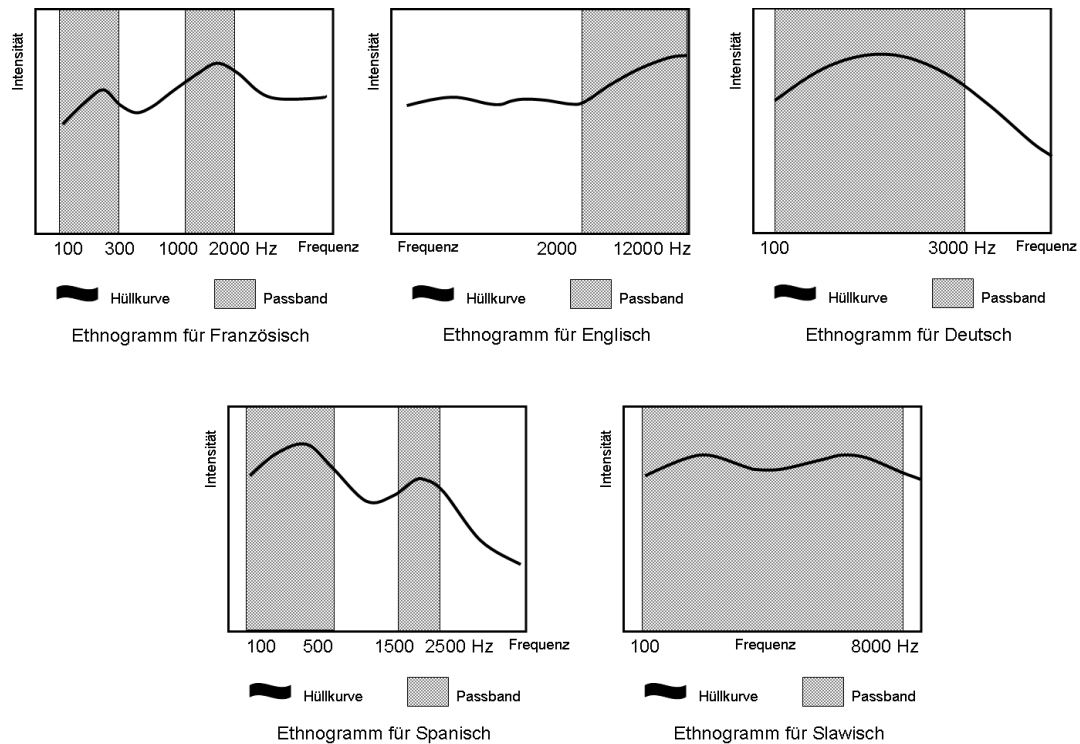 Intensität
100 300 1000 2000 Hz Frequenz
Hüllkurve Passband
Ethnogramm für Französisch
Intensität
Frequenz 2000 12000 Hz
Hüllkurve Passband
Ethnogramm für Englisch
Intensität
100 3000 Hz Frequenz
Hüllkurve Passband
Ethnogramm für Deutsch
Intensität
100 500 1500 2500 Hz Frequenz
Hüllkurve Passband
Ethnogramm für Spanisch
Intensität
100 Frequenz 8000 Hz
Hüllkurve Passband
Ethnogramm für Slawisch